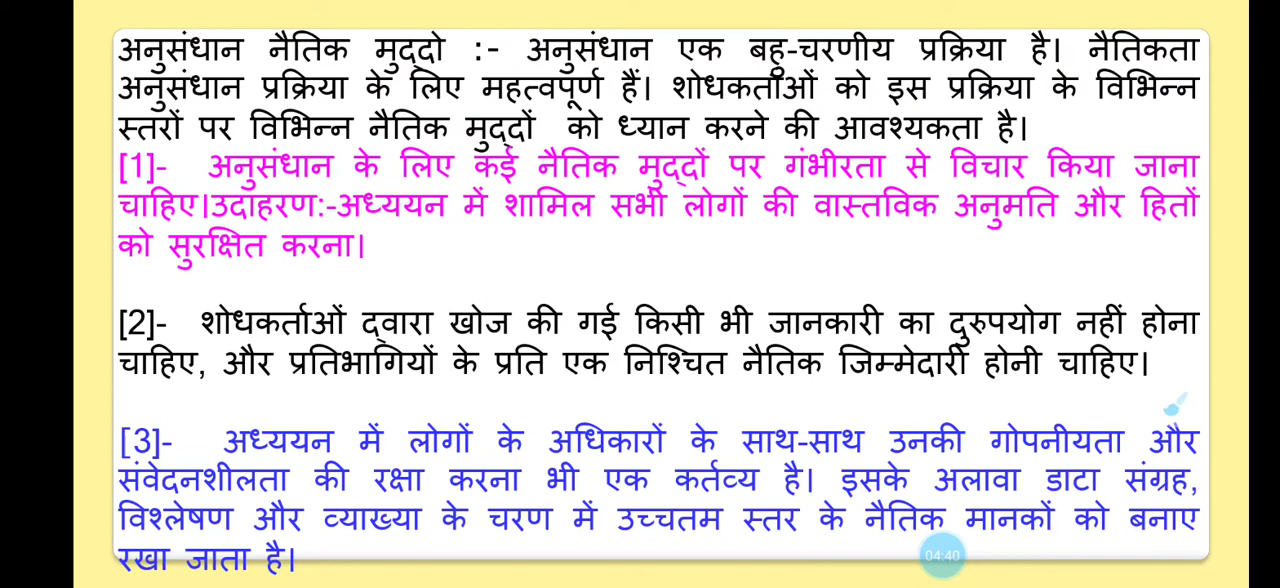 अनुसंधान नैतिक मुद्दो :- अनुसंधान एक बहु-चरणीय प्रक्रिया है। नैतिकता
अनुसंधान प्रक्रिया के लिए महत्वपूर्ण हैं। शोधकर्ताओं को इस प्रक्रिया के विभिन्न
स्तरों पर विभिन्न नैतिक मुद्दों को ध्यान करने की आवश्यकता है।
[1]- अनुसंधान के लिए कई नैतिक मुद्दों पर गंभीरता से विचार किया जाना
चाहिए।उदाहरण:-अध्ययन में शामिल सभी लोगों की वास्तविक अनुमति और हितों
को सुरक्षित करना।
[2]- शोधकर्ताओं द्वारा खोज की गई किसी भी जानकारी का दुरुपयोग नहीं होना
चाहिए, और प्रतिभागियों के प्रति एक निश्चित नैतिक जिम्मेदारी होनी चाहिए।
[3]- अध्ययन में लोगों के अधिकारों के साथ-साथ उनकी गोपनीयता और
संवेदनशीलता की रक्षा करना भी एक कर्तव्य है। इसके अलावा डाटा संग्रह,
विश्लेषण और व्याख्या के चरण में उच्चतम स्तर के नैतिक मानकों को बनाए
रखा जाता है।
04:40